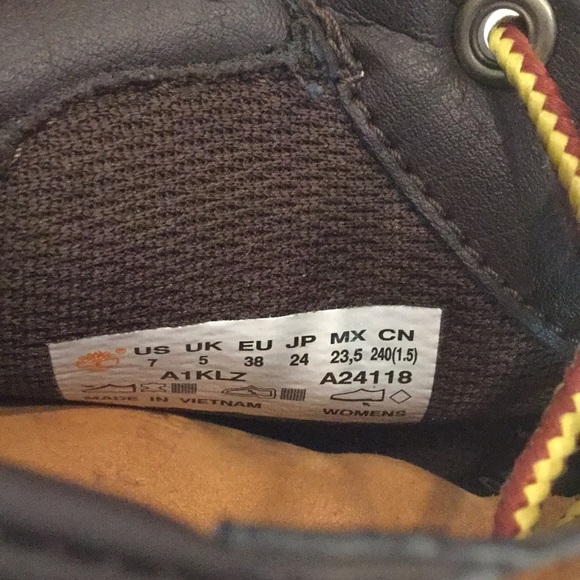 US UK EU JP MX CN
7 5 38 24 23,5 240(1.5)
A1KLZ A24118
MADE IN VIETNAM
WOMENS